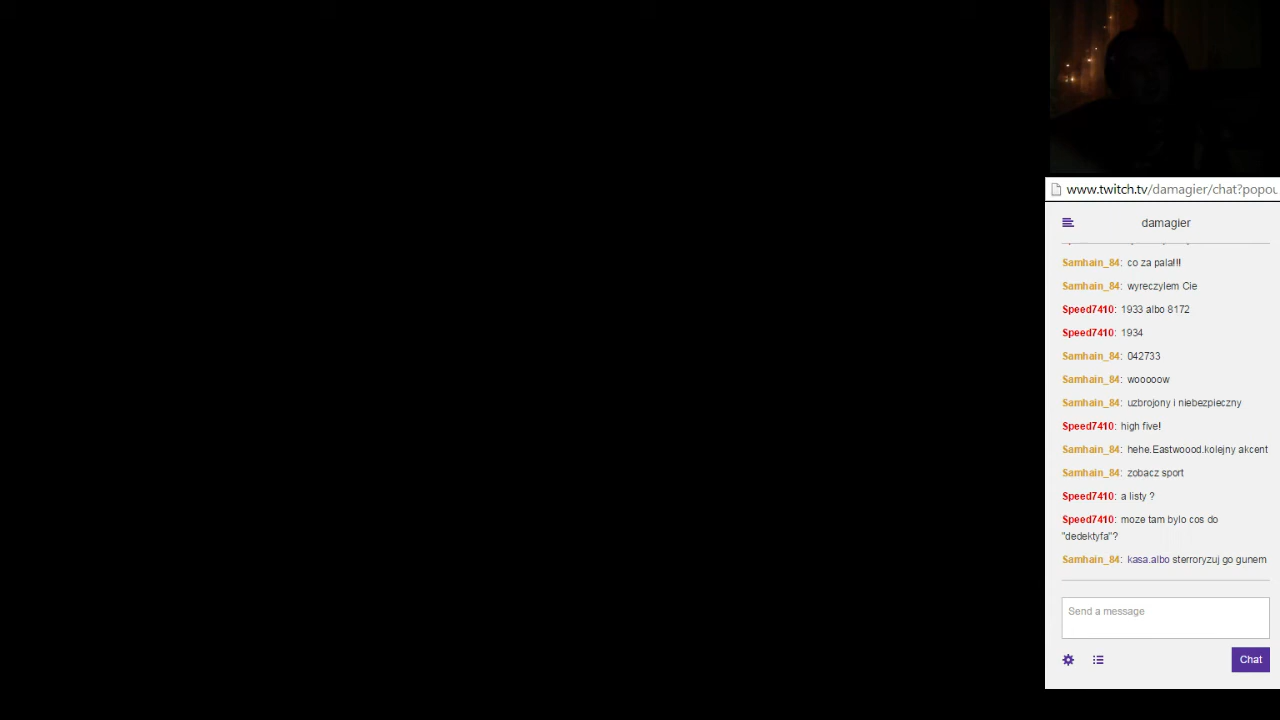 www.twitch.tv/damagier/chat?popou
damagier
Samhain_84: co za pala!!!
Samhain_84: wyreczylem Cie
Speed7410: 1933 albo 8172
Speed7410: 1934
Samhain_84: 042733
Samhain_84: wooooow
Samhain_84: uzbrojony i niebezpieczny
Speed7410: high five!
Samhain_84: hehe.Eastwoood.kolejny akcent
Samhain_84: zobacz sport
Speed7410: a listy ?
Speed7410: moze tam bylo cos do
"dedektyfa"?
Samhain_84: kasa.albo sterroryzuj go gunem
Send a message
Chat